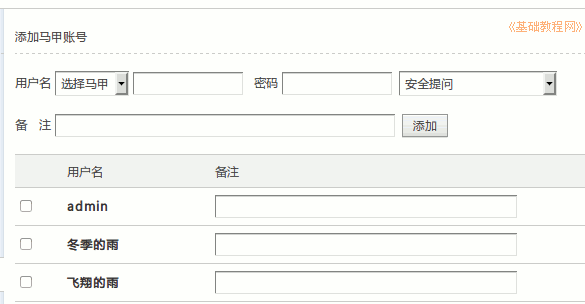 《基础教程网》
添加马甲账号
用户名 选择马甲 密码 安全提问
备 注 添加
用户名 备注
admin
冬季的雨
飞翔的雨